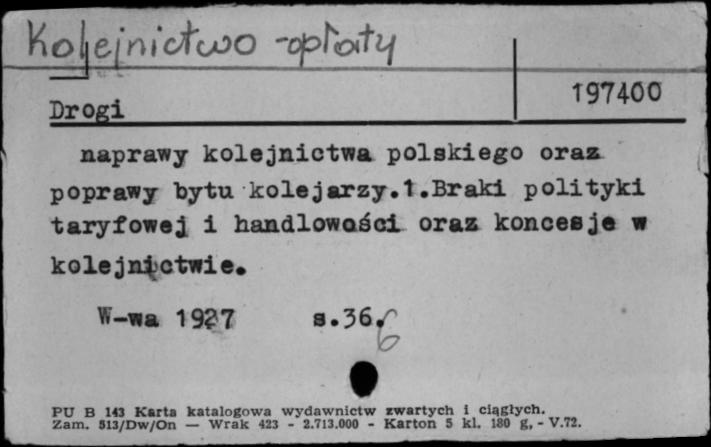 Kolejnictwo - opłaty
197400
Drogi
naprawy kolejnictwa polskiego oraz
poprawy bytu kolejarzy.1.Braki polityki
taryfowej i handlowości oraz koncesje w
kolejnictwie.
W-wa 1927 s.36.
6
PU B 143 Karta katalogowa wydawnictw zwartych i ciągłych.
Zam. 513/Dw/On — Wrak 423 - 2.713.000 - Karton 5 kl. 180 g. - V.72.